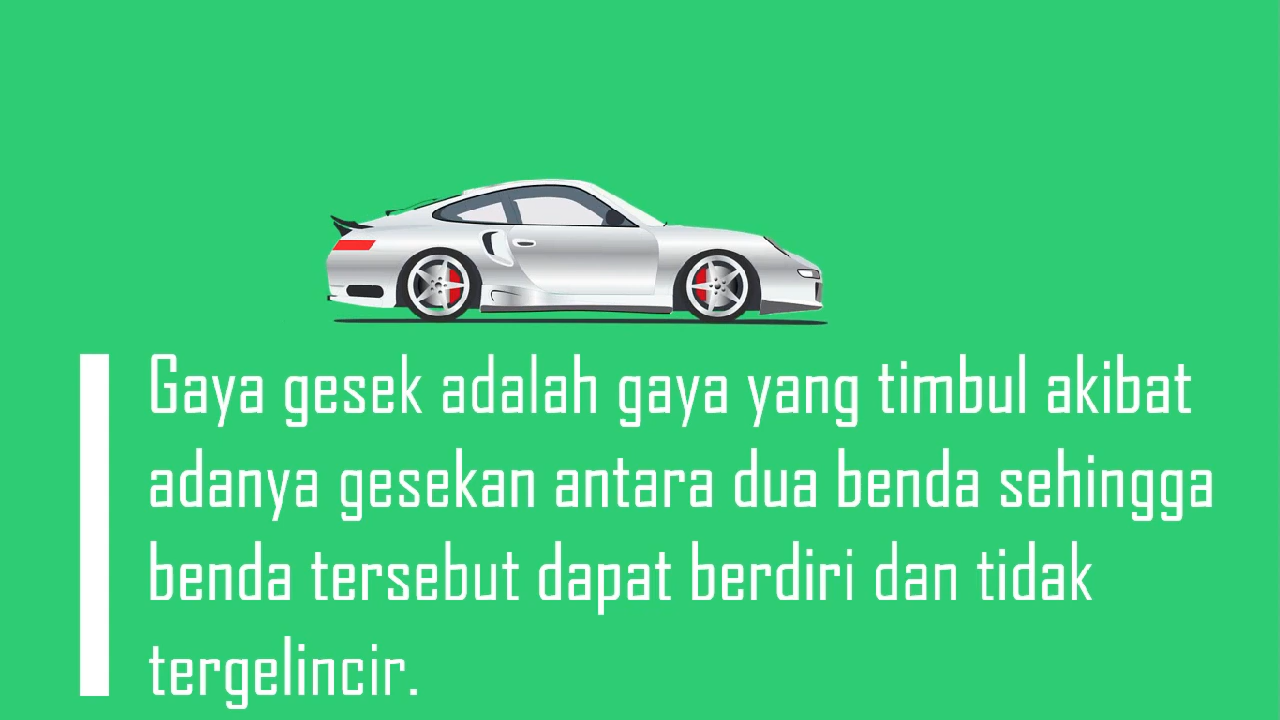 Gaya gesek adalah gaya yang timbul akibat
adanya gesekan antara dua benda sehingga
benda tersebut dapat berdiri dan tidak
tergelincir.